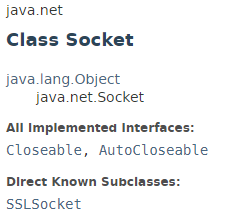 java.net
Class Socket
java.lang.Object
java.net.Socket
All Implemented Interfaces:
Closeable, AutoCloseable
Direct Known Subclasses:
SSLSocket